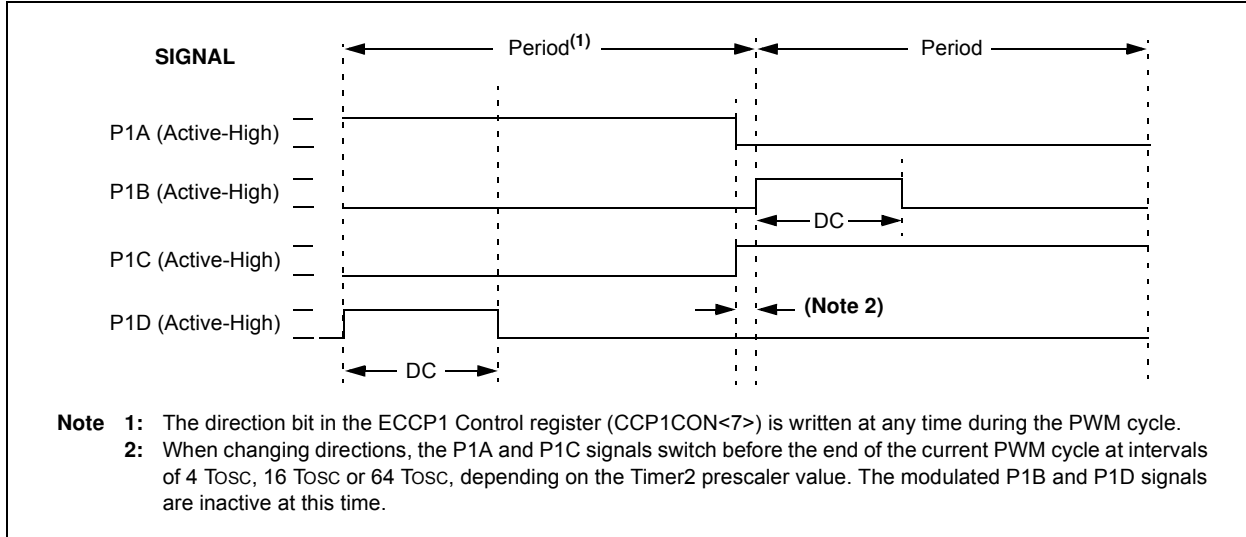 SIGNAL
Period(1)
Period
P1A (Active-High)
P1B (Active-High)
DC
P1C (Active-High)
(Note 2)
P1D (Active-High)
DC
Note 1: The direction bit in the ECCP1 Control register (CCP1CON<7>) is written at any time during the PWM cycle.
2: When changing directions, the P1A and P1C signals switch before the end of the current PWM cycle at intervals
of 4 TOSC, 16 TOSC or 64 TOSC, depending on the Timer2 prescaler value. The modulated P1B and P1D signals
are inactive at this time.